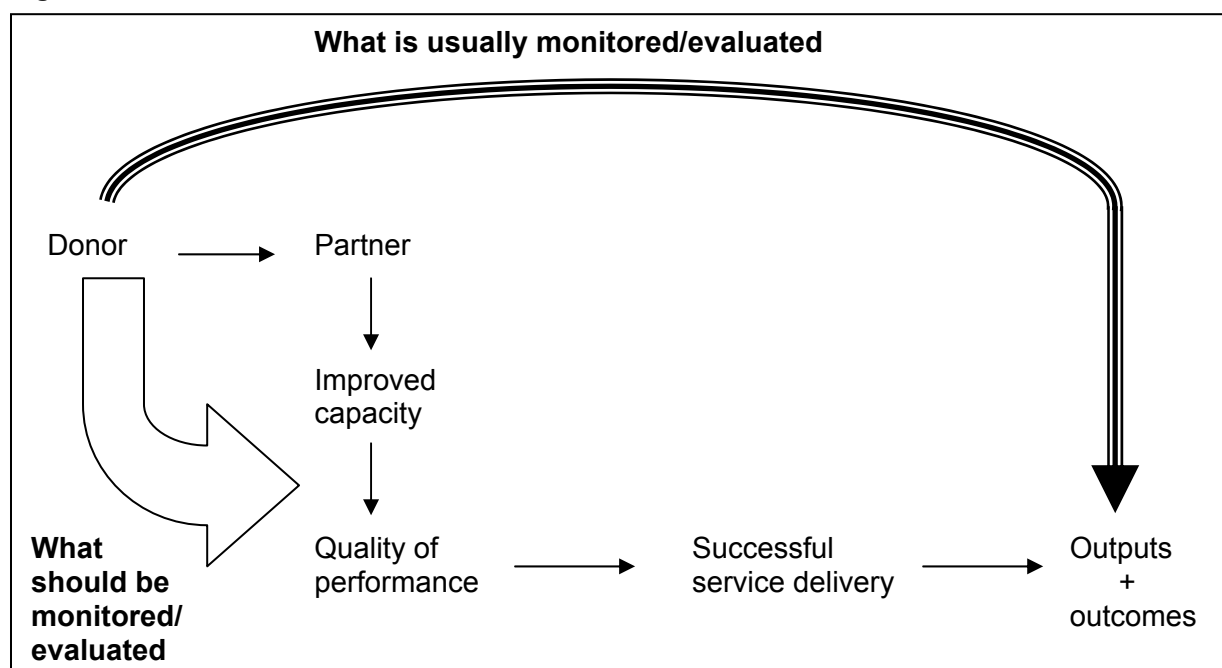 What is usually monitored/evaluated
Donor
Partner
Improved
capacity
What
should be
monitored/
evaluated
Quality of
performance
Successful
service delivery
Outputs
+
outcomes